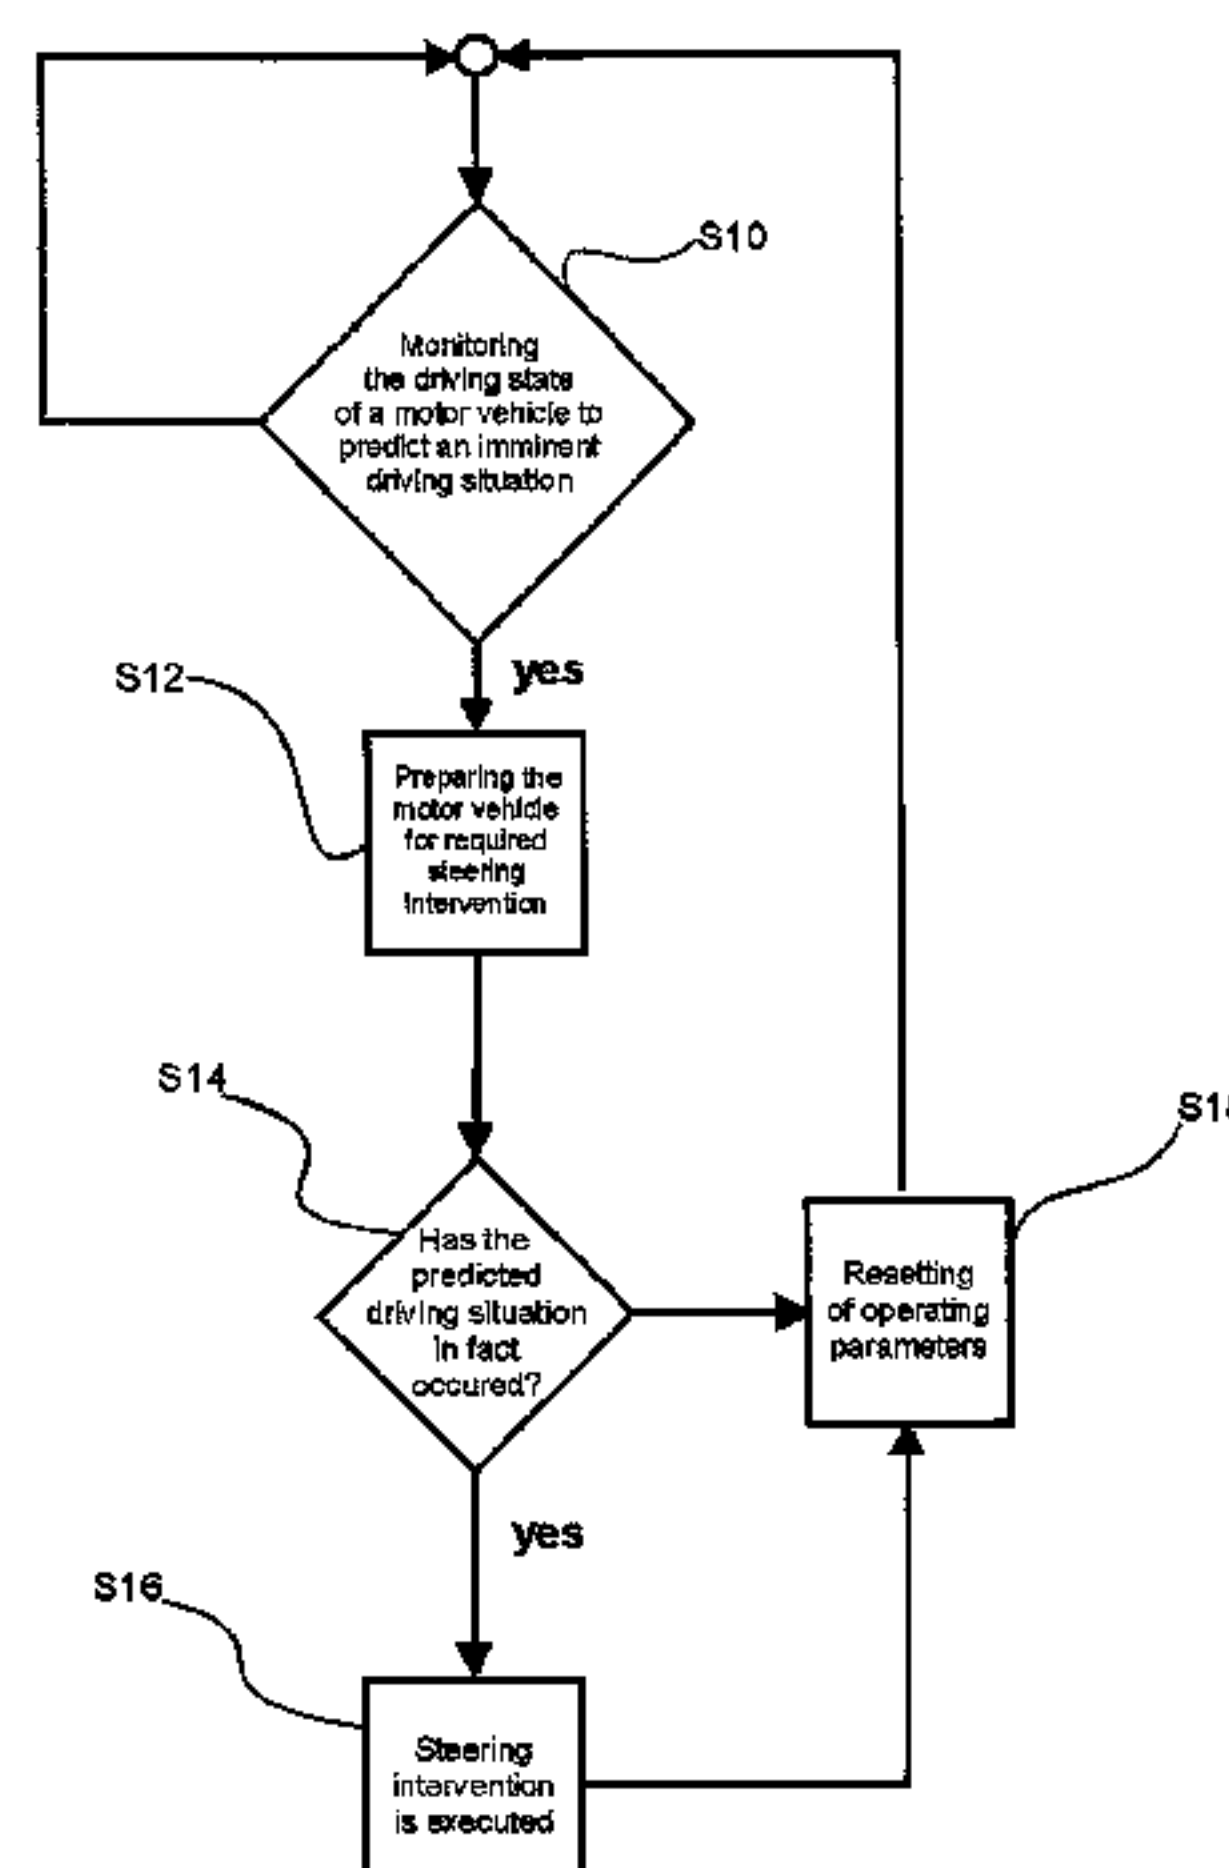 S10
Monitoring
the driving state
of a motor vehicle to
predict an imminent
driving situation
yes
S12
Preparing the
motor vehicle
for required
steering
Intervention
S14
Has the
predicted
driving situation
in fact
occured?
Resetting
of operating
parameters
yes
S16
Steering
intervention
is executed